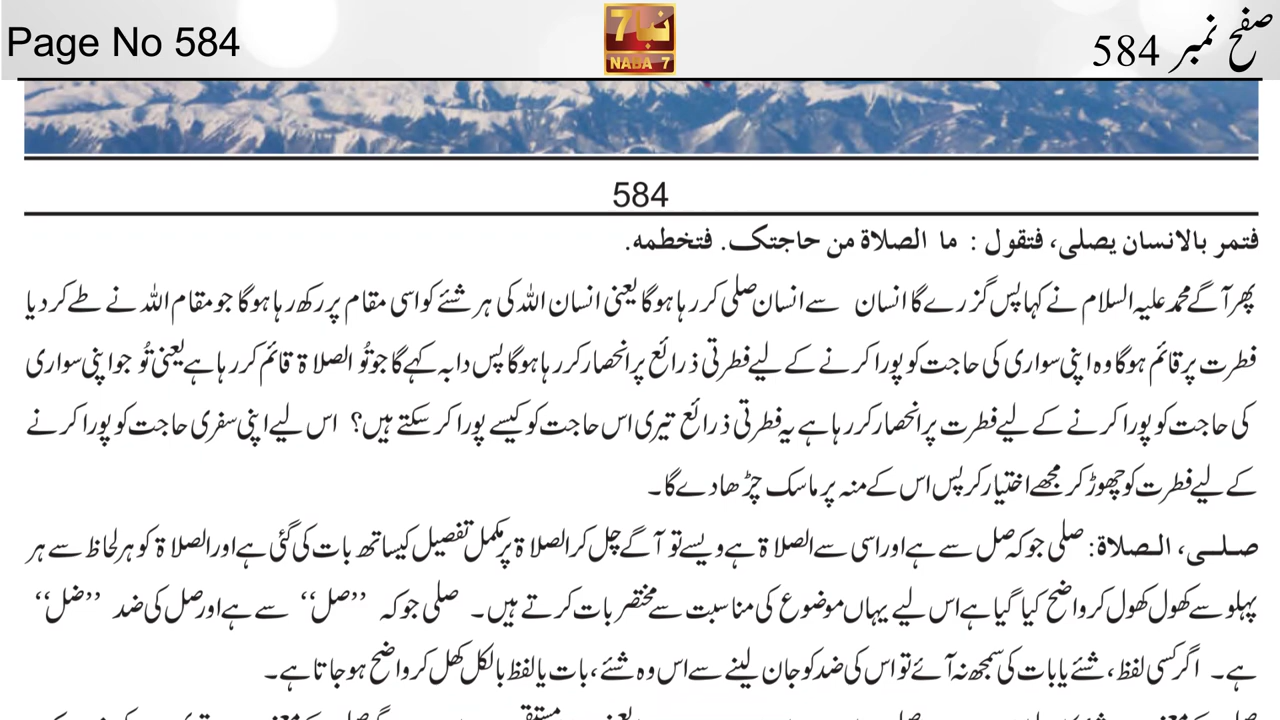 Page No 584
نبا 7
NABA 7
صفح نمبر 584
584
فتمر بالانسان یصلی، فتقول : ما الصلاة من حاجتک. فتخطمه.
پھر آگے محمد علیہ السلام نے کہا پس گزرے گا انسان سے انسان صلی کر رہا ہوگا یعنی انسان اللہ کی ہر شئے کو اسی مقام پر رکھ رہا ہوگا جو مقام اللہ نے طے کر دیا
فطرت پر قائم ہوگا وہ اپنی سواری کی حاجت کو پورا کرنے کے لیے فطرتی ذرائع پر انحصار کر رہا ہوگا پس دابہ کہے گا جو تُو الصلاۃ قائم کر رہا ہے یعنی تُو جو اپنی سواری
کی حاجت کو پورا کرنے کے لیے فطرت پر انحصار کر رہا ہے یہ فطرتی ذرائع تیری اس حاجت کو کیسے پورا کر سکتے ہیں؟ اس لیے اپنی سفری حاجت کو پورا کرنے
کے لیے فطرت کو چھوڑ کر مجھے اختیار کر پس اس کے منہ پر ماسک چڑھا دے گا۔
صلی، الصلاة: صلی جو کہ صل سے ہے اور اسی سے الصلاۃ ہے ویسے تو آگے چل کر الصلاۃ پر مکمل تفصیل کیساتھ بات کی گئی ہے اور الصلاۃ کو ہر لحاظ سے ہر
پہلو سے کھول کھول کر واضح کیا گیا ہے اس لیے یہاں موضوع کی مناسبت سے مختصر بات کرتے ہیں۔ صلی جو کہ ’’صل‘‘ سے ہے اور صل کی ضد ’’ضل‘‘
ہے۔ اگر کسی لفظ، شئے یا بات کی سمجھ نہ آئے تو اس کی ضد کو جان لینے سے اس وہ شئے، بات یا لفظ بالکل کھل کر واضح ہو جاتا ہے۔